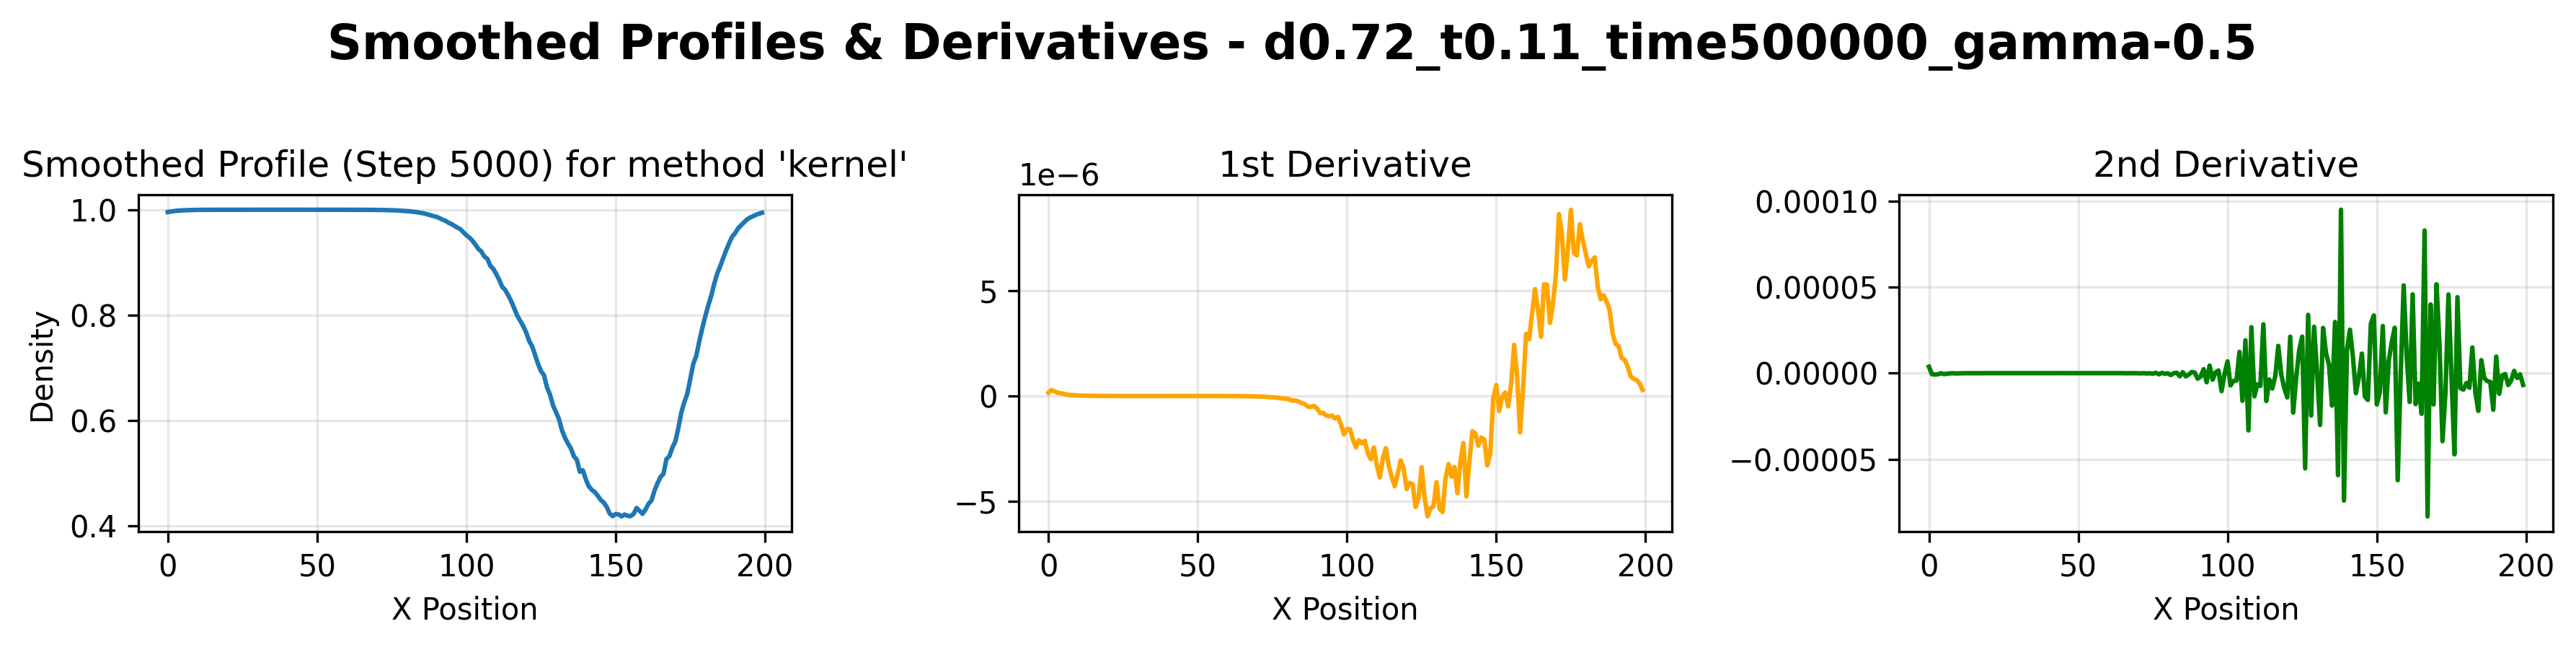 Smoothed Profiles & Derivatives - d0.72_t0.11_time500000_gamma-0.5
Smoothed Profile (Step 5000) for method 'kernel'
1.0
0.8
0.6
0.4
Density
0 50 100 150 200
X Position
1st Derivative
1e−6
5
0
−5
0 50 100 150 200
X Position
2nd Derivative
0.00010
0.00005
0.00000
−0.00005
0 50 100 150 200
X Position